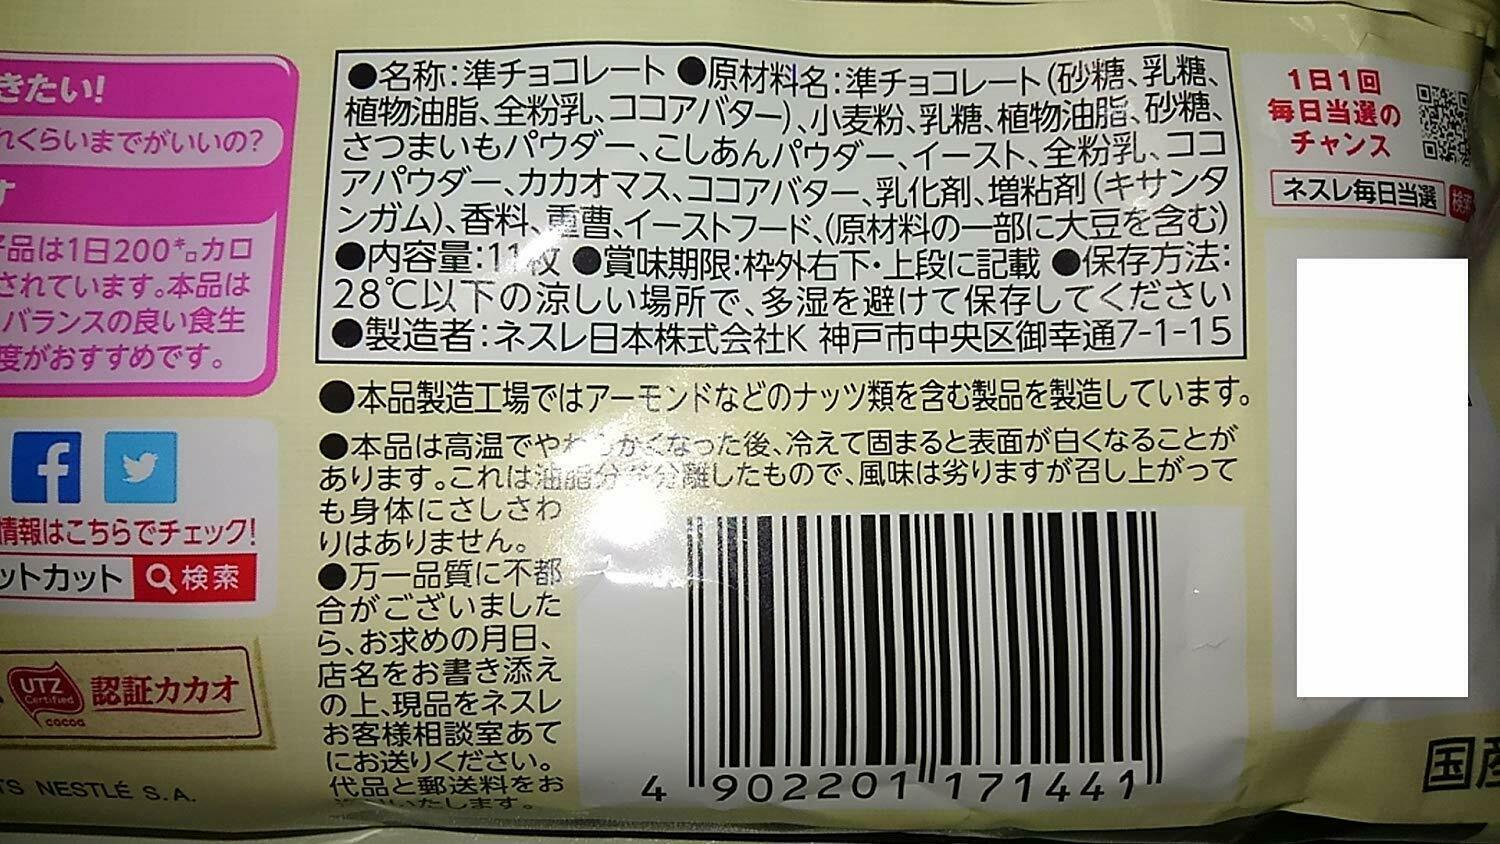 きたい!
れくらいまでがいいの?
す
品は1日200㌔カロ
されています。本品は
バランスの良い食生
度がおすすめです。
情報はこちらでチェック!
ットカット 検索
UTZ
Certified
cocoa
認証カカオ
TS NESTLÉ S.A.
●名称:準チョコレート ●原材料名:準チョコレート(砂糖、乳糖、
植物油脂、全粉乳、ココアバター)、小麦粉、乳糖、植物油脂、砂糖、
さつまいもパウダー、こしあんパウダー、イースト、全粉乳、ココ
アパウダー、カカオマス、ココアバター、乳化剤、増粘剤(キサンタ
ンガム)、香料、重曹、イーストフード、(原材料の一部に大豆を含む)
●内容量:11枚 ●賞味期限:枠外右下・上段に記載 ●保存方法:
28℃以下の涼しい場所で、多湿を避けて保存してください
●製造者:ネスレ日本株式会社K 神戸市中央区御幸通7-1-15
●本品製造工場ではアーモンドなどのナッツ類を含む製品を製造しています。
●本品は高温でやわらかくなった後、冷えて固まると表面が白くなることが
あります。これは油脂分が分離したもので、風味は劣りますが召し上がって
も身体にさしさわ
りはありません。
●万一品質に不都
合がございました
ら、お求めの月日、
店名をお書き添え
の上、現品をネスレ
お客様相談室あて
にお送りください。
代品と郵送料をお
いたします。
4 902201 171441
1日1回
毎日当選の
チャンス
ネスレ毎日当選 検索
国産